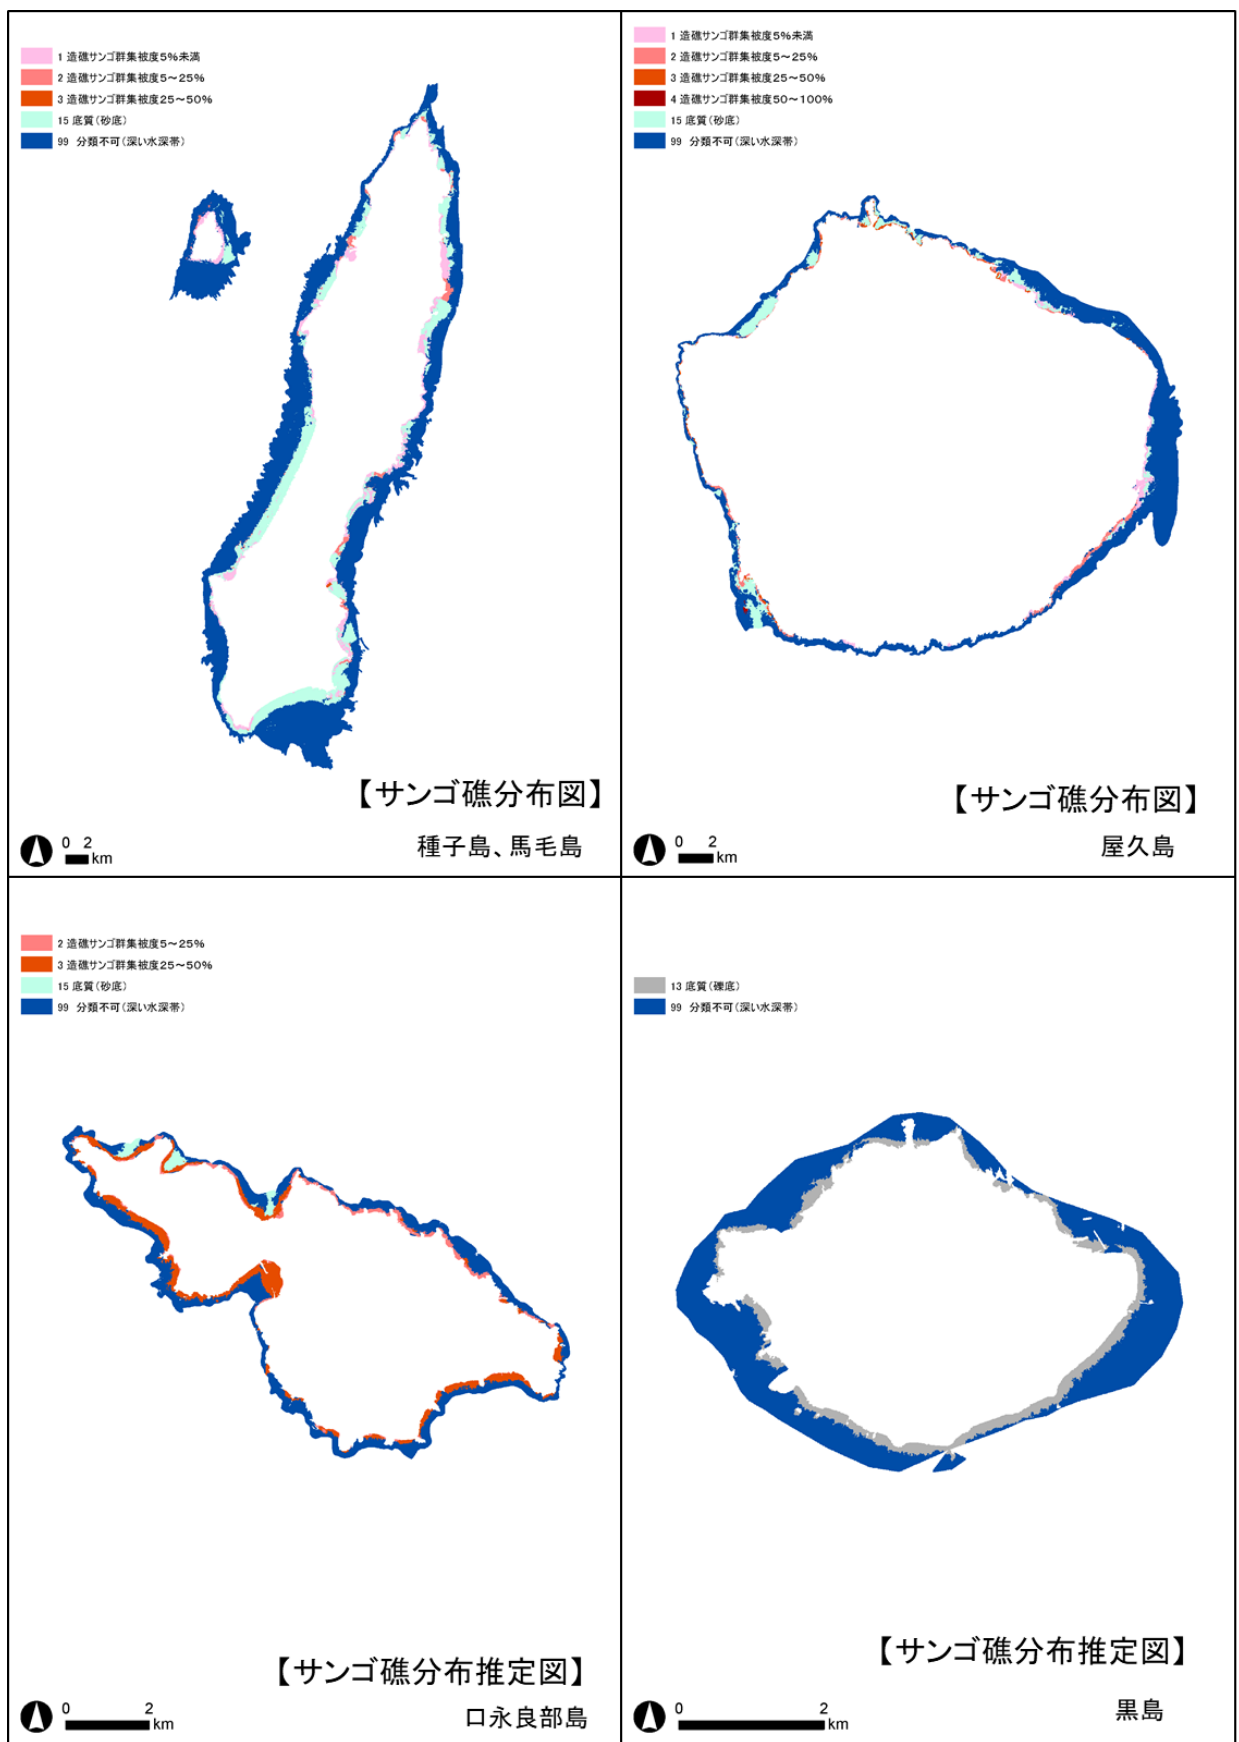 1 造礁サンゴ群集被度5%未満
2 造礁サンゴ群集被度5〜25%
3 造礁サンゴ群集被度25〜50%
15 底質(砂底)
99 分類不可(深い水深帯)
【サンゴ礁分布図】
種子島、馬毛島
0 2
km
1 造礁サンゴ群集被度5%未満
2 造礁サンゴ群集被度5〜25%
3 造礁サンゴ群集被度25〜50%
4 造礁サンゴ群集被度50〜100%
15 底質(砂底)
99 分類不可(深い水深帯)
【サンゴ礁分布図】
屋久島
0 2
km
2 造礁サンゴ群集被度5〜25%
3 造礁サンゴ群集被度25〜50%
15 底質(砂底)
99 分類不可(深い水深帯)
【サンゴ礁分布推定図】
口永良部島
0 2
km
13 底質(礫底)
99 分類不可(深い水深帯)
【サンゴ礁分布推定図】
黒島
0 2
km